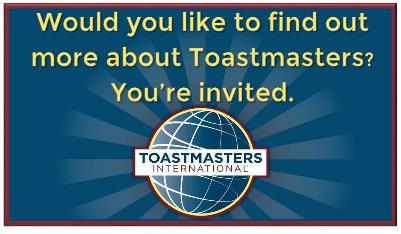 Would you like to find out
more about Toastmasters?
You're invited.
TOASTMASTERS
INTERNATIONAL